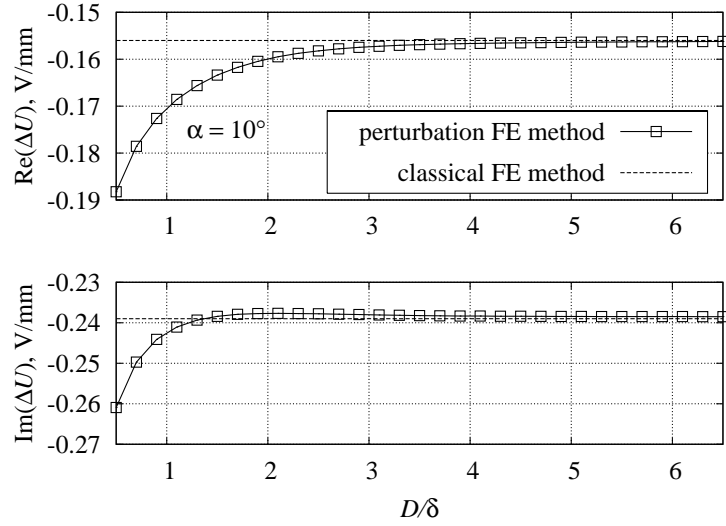 Re(ΔU), V/mm
-0.15
-0.16
-0.17
-0.18
-0.19
α = 10°
perturbation FE method
classical FE method
1 2 3 4 5 6
Im(ΔU), V/mm
-0.23
-0.24
-0.25
-0.26
-0.27
1 2 3 4 5 6
D/δ